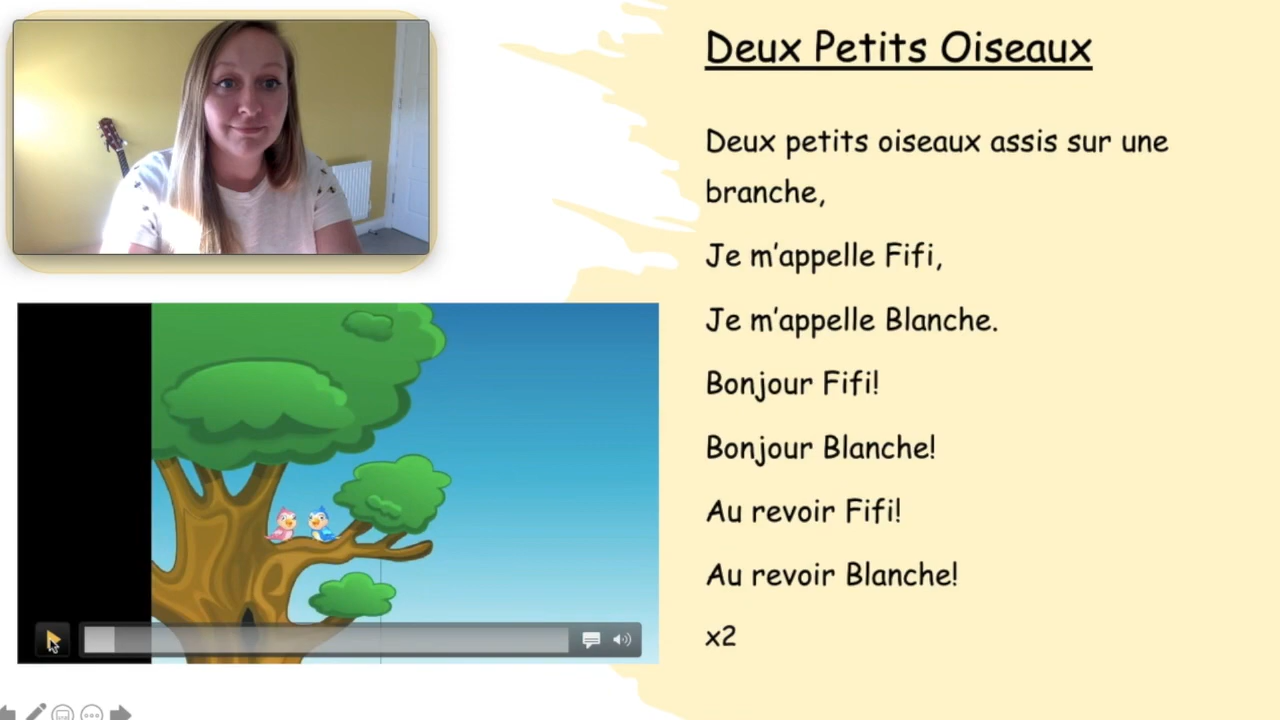 Deux Petits Oiseaux
Deux petits oiseaux assis sur une
branche,
Je m'appelle Fifi,
Je m'appelle Blanche.
Bonjour Fifi!
Bonjour Blanche!
Au revoir Fifi!
Au revoir Blanche!
x2